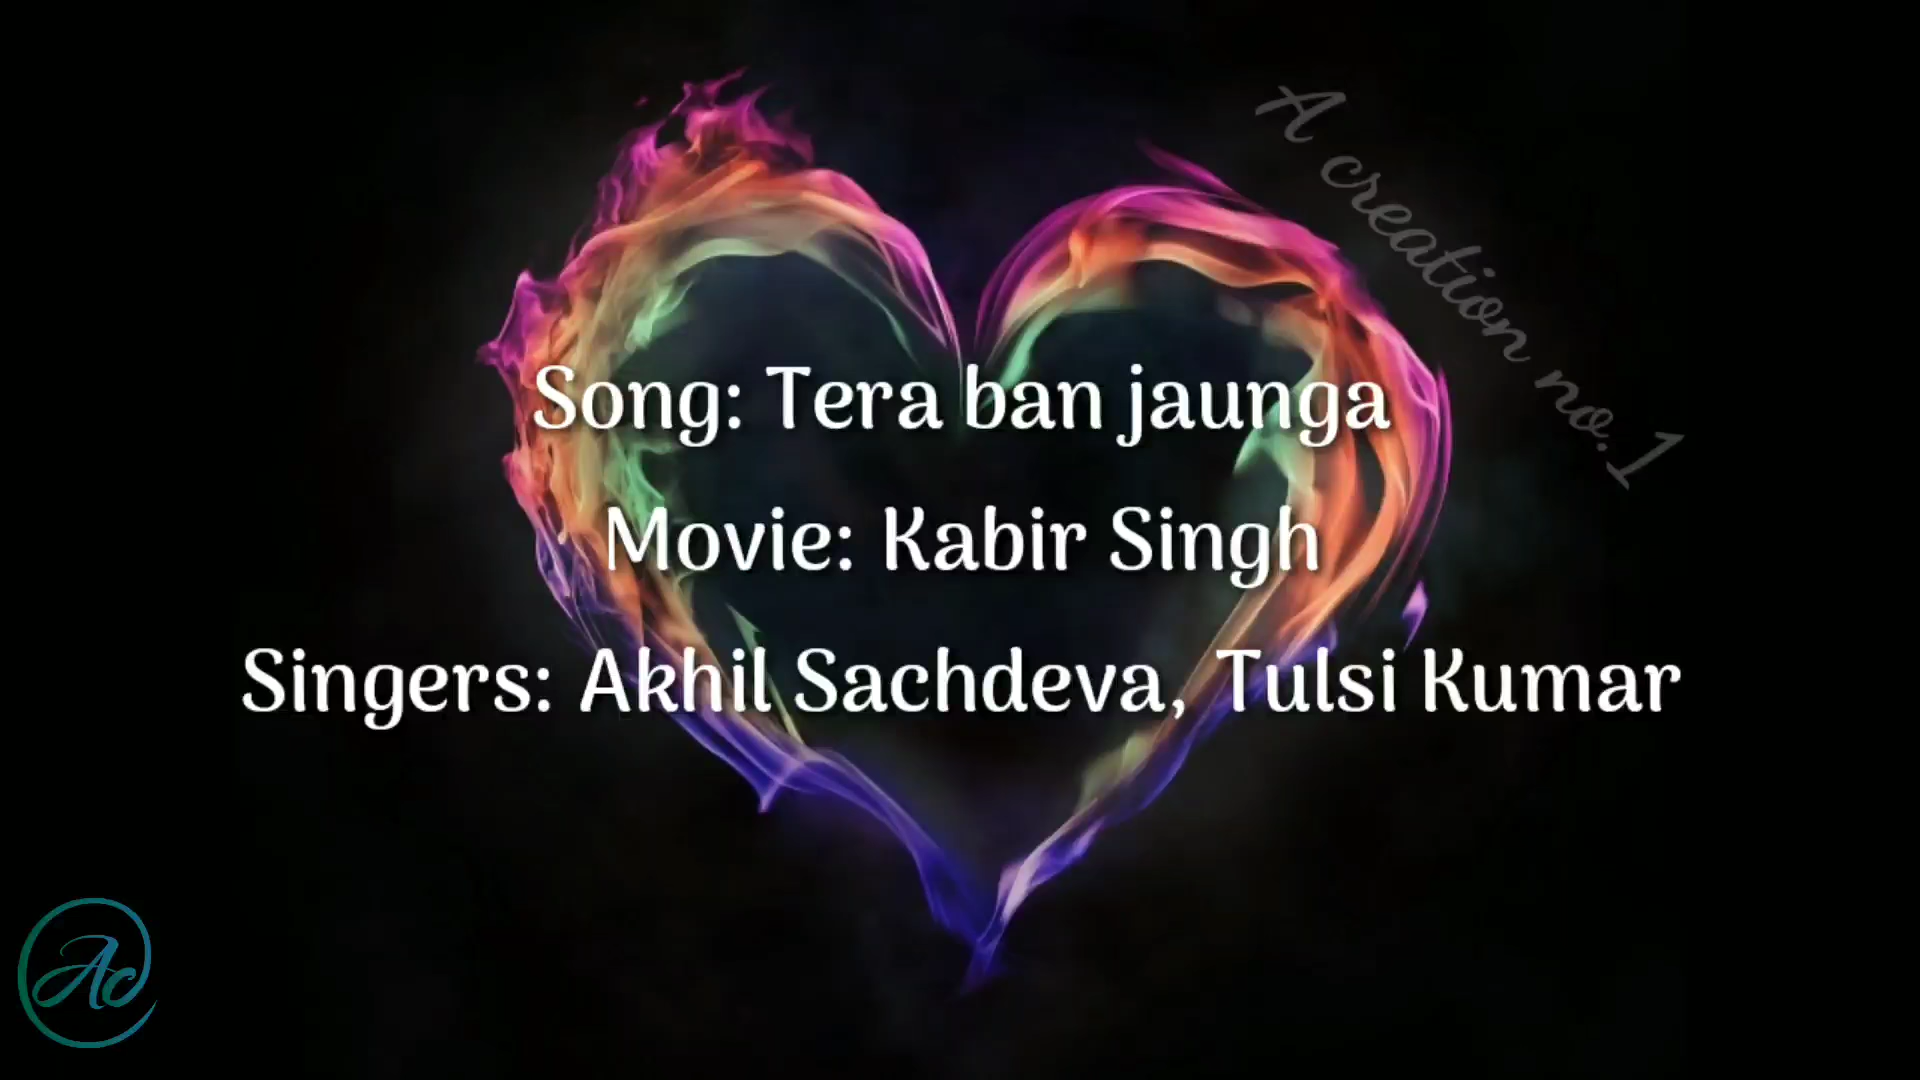 A creation no.1
Song: Tera ban jaunga
Movie: Kabir Singh
Singers: Akhil Sachdeva, Tulsi Kumar
Ac